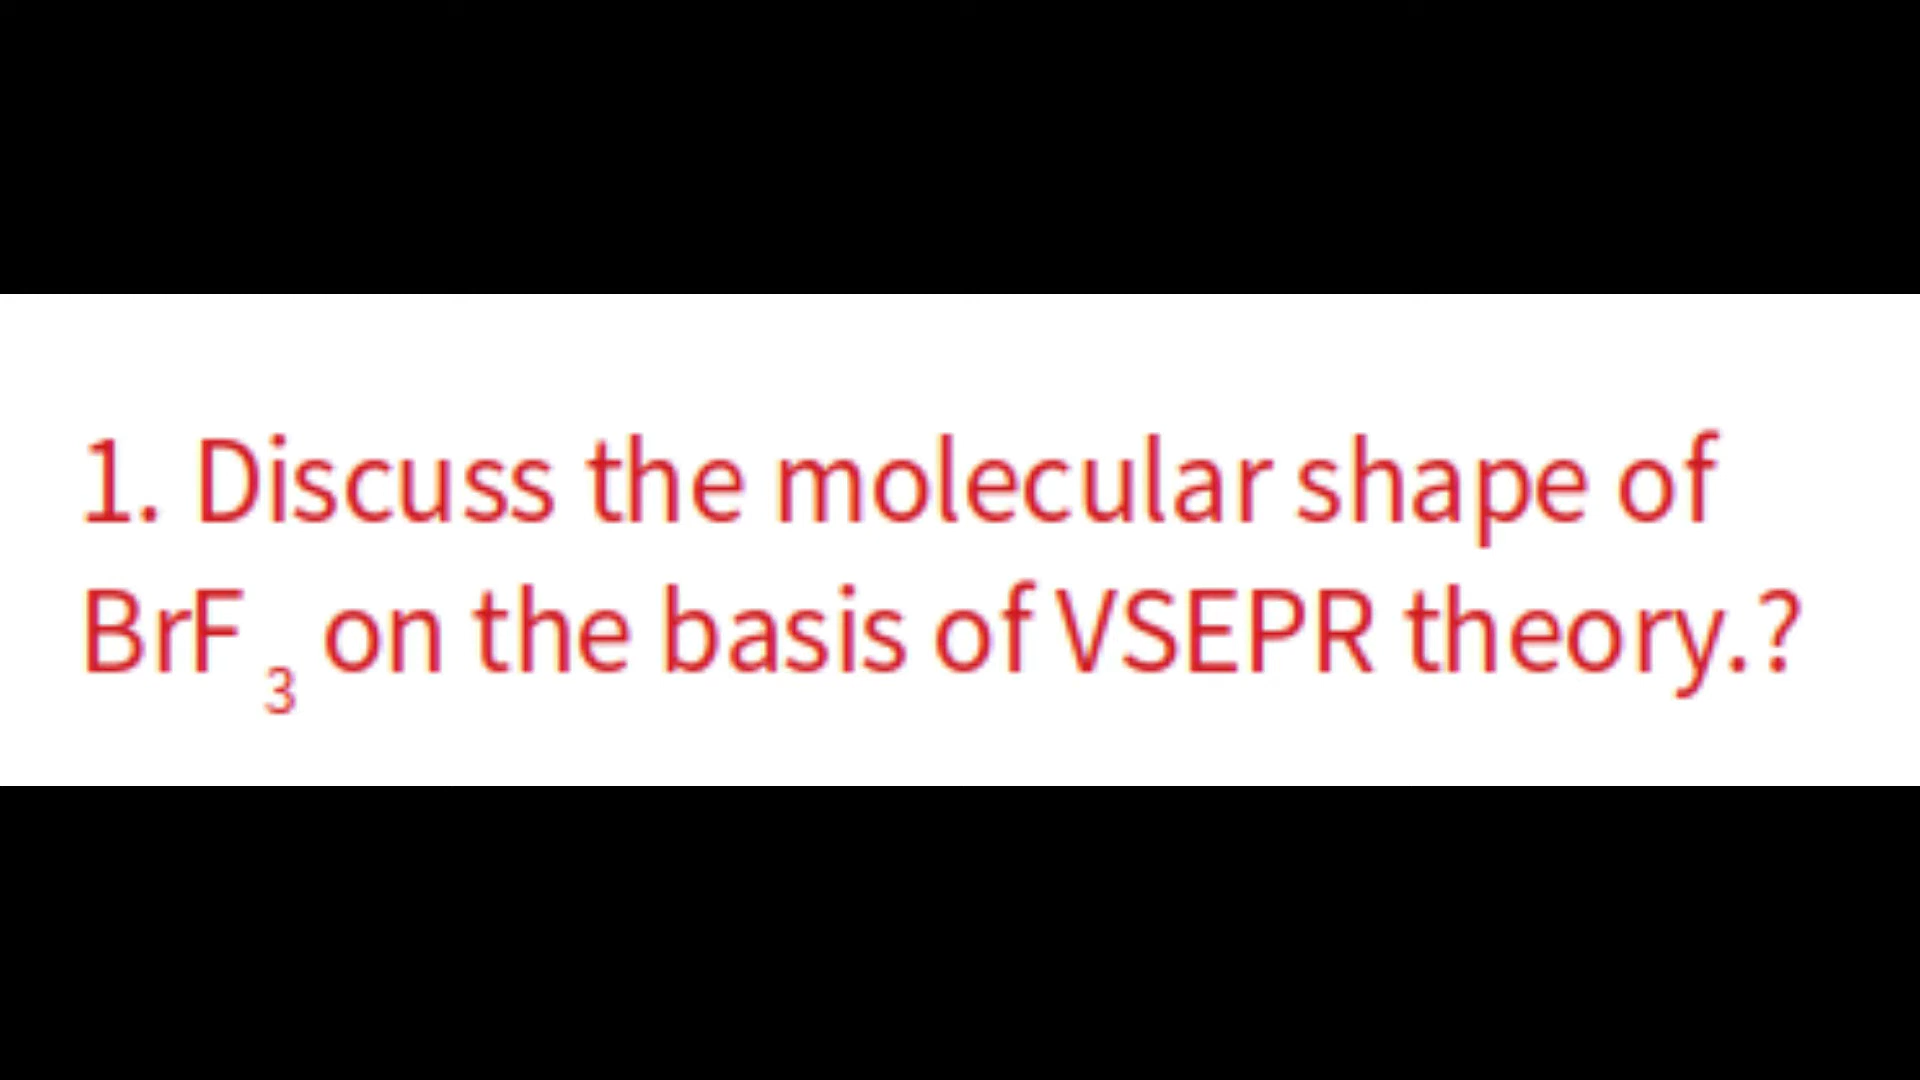 1. Discuss the molecular shape of
BrF₃ on the basis of VSEPR theory.?